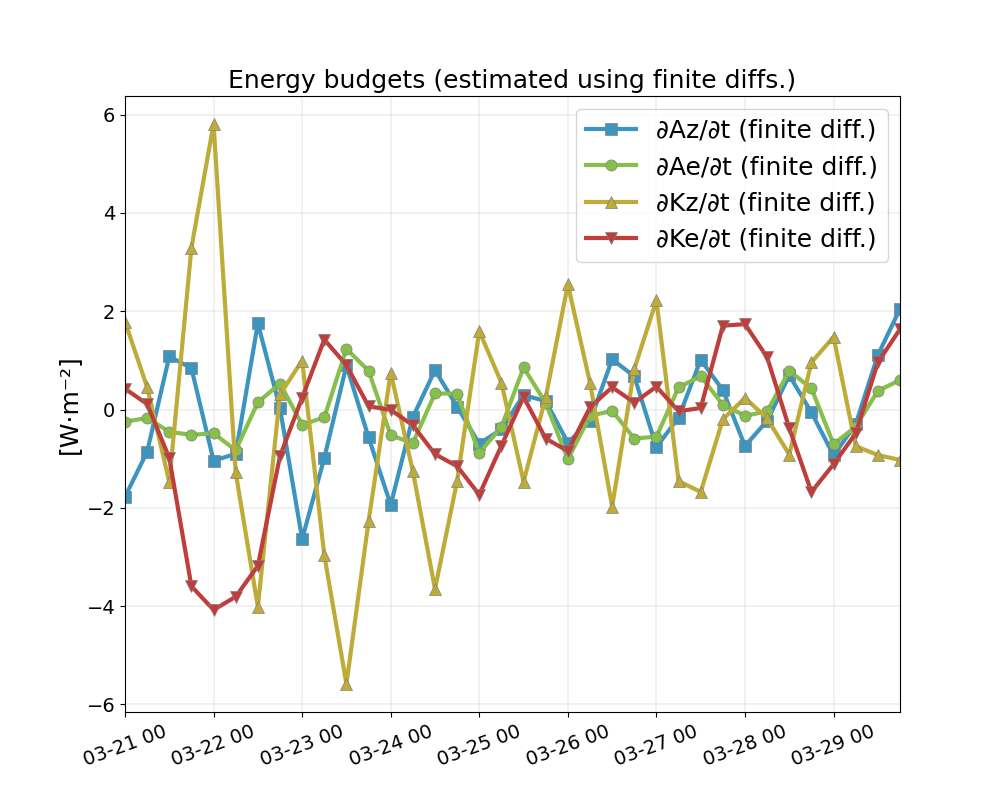 Energy budgets (estimated using finite diffs.)
∂Az/∂t (finite diff.)
∂Ae/∂t (finite diff.)
∂Kz/∂t (finite diff.)
∂Ke/∂t (finite diff.)
[W·m⁻²]
6
4
2
0
−2
−4
−6
03-21 00
03-22 00
03-23 00
03-24 00
03-25 00
03-26 00
03-27 00
03-28 00
03-29 00